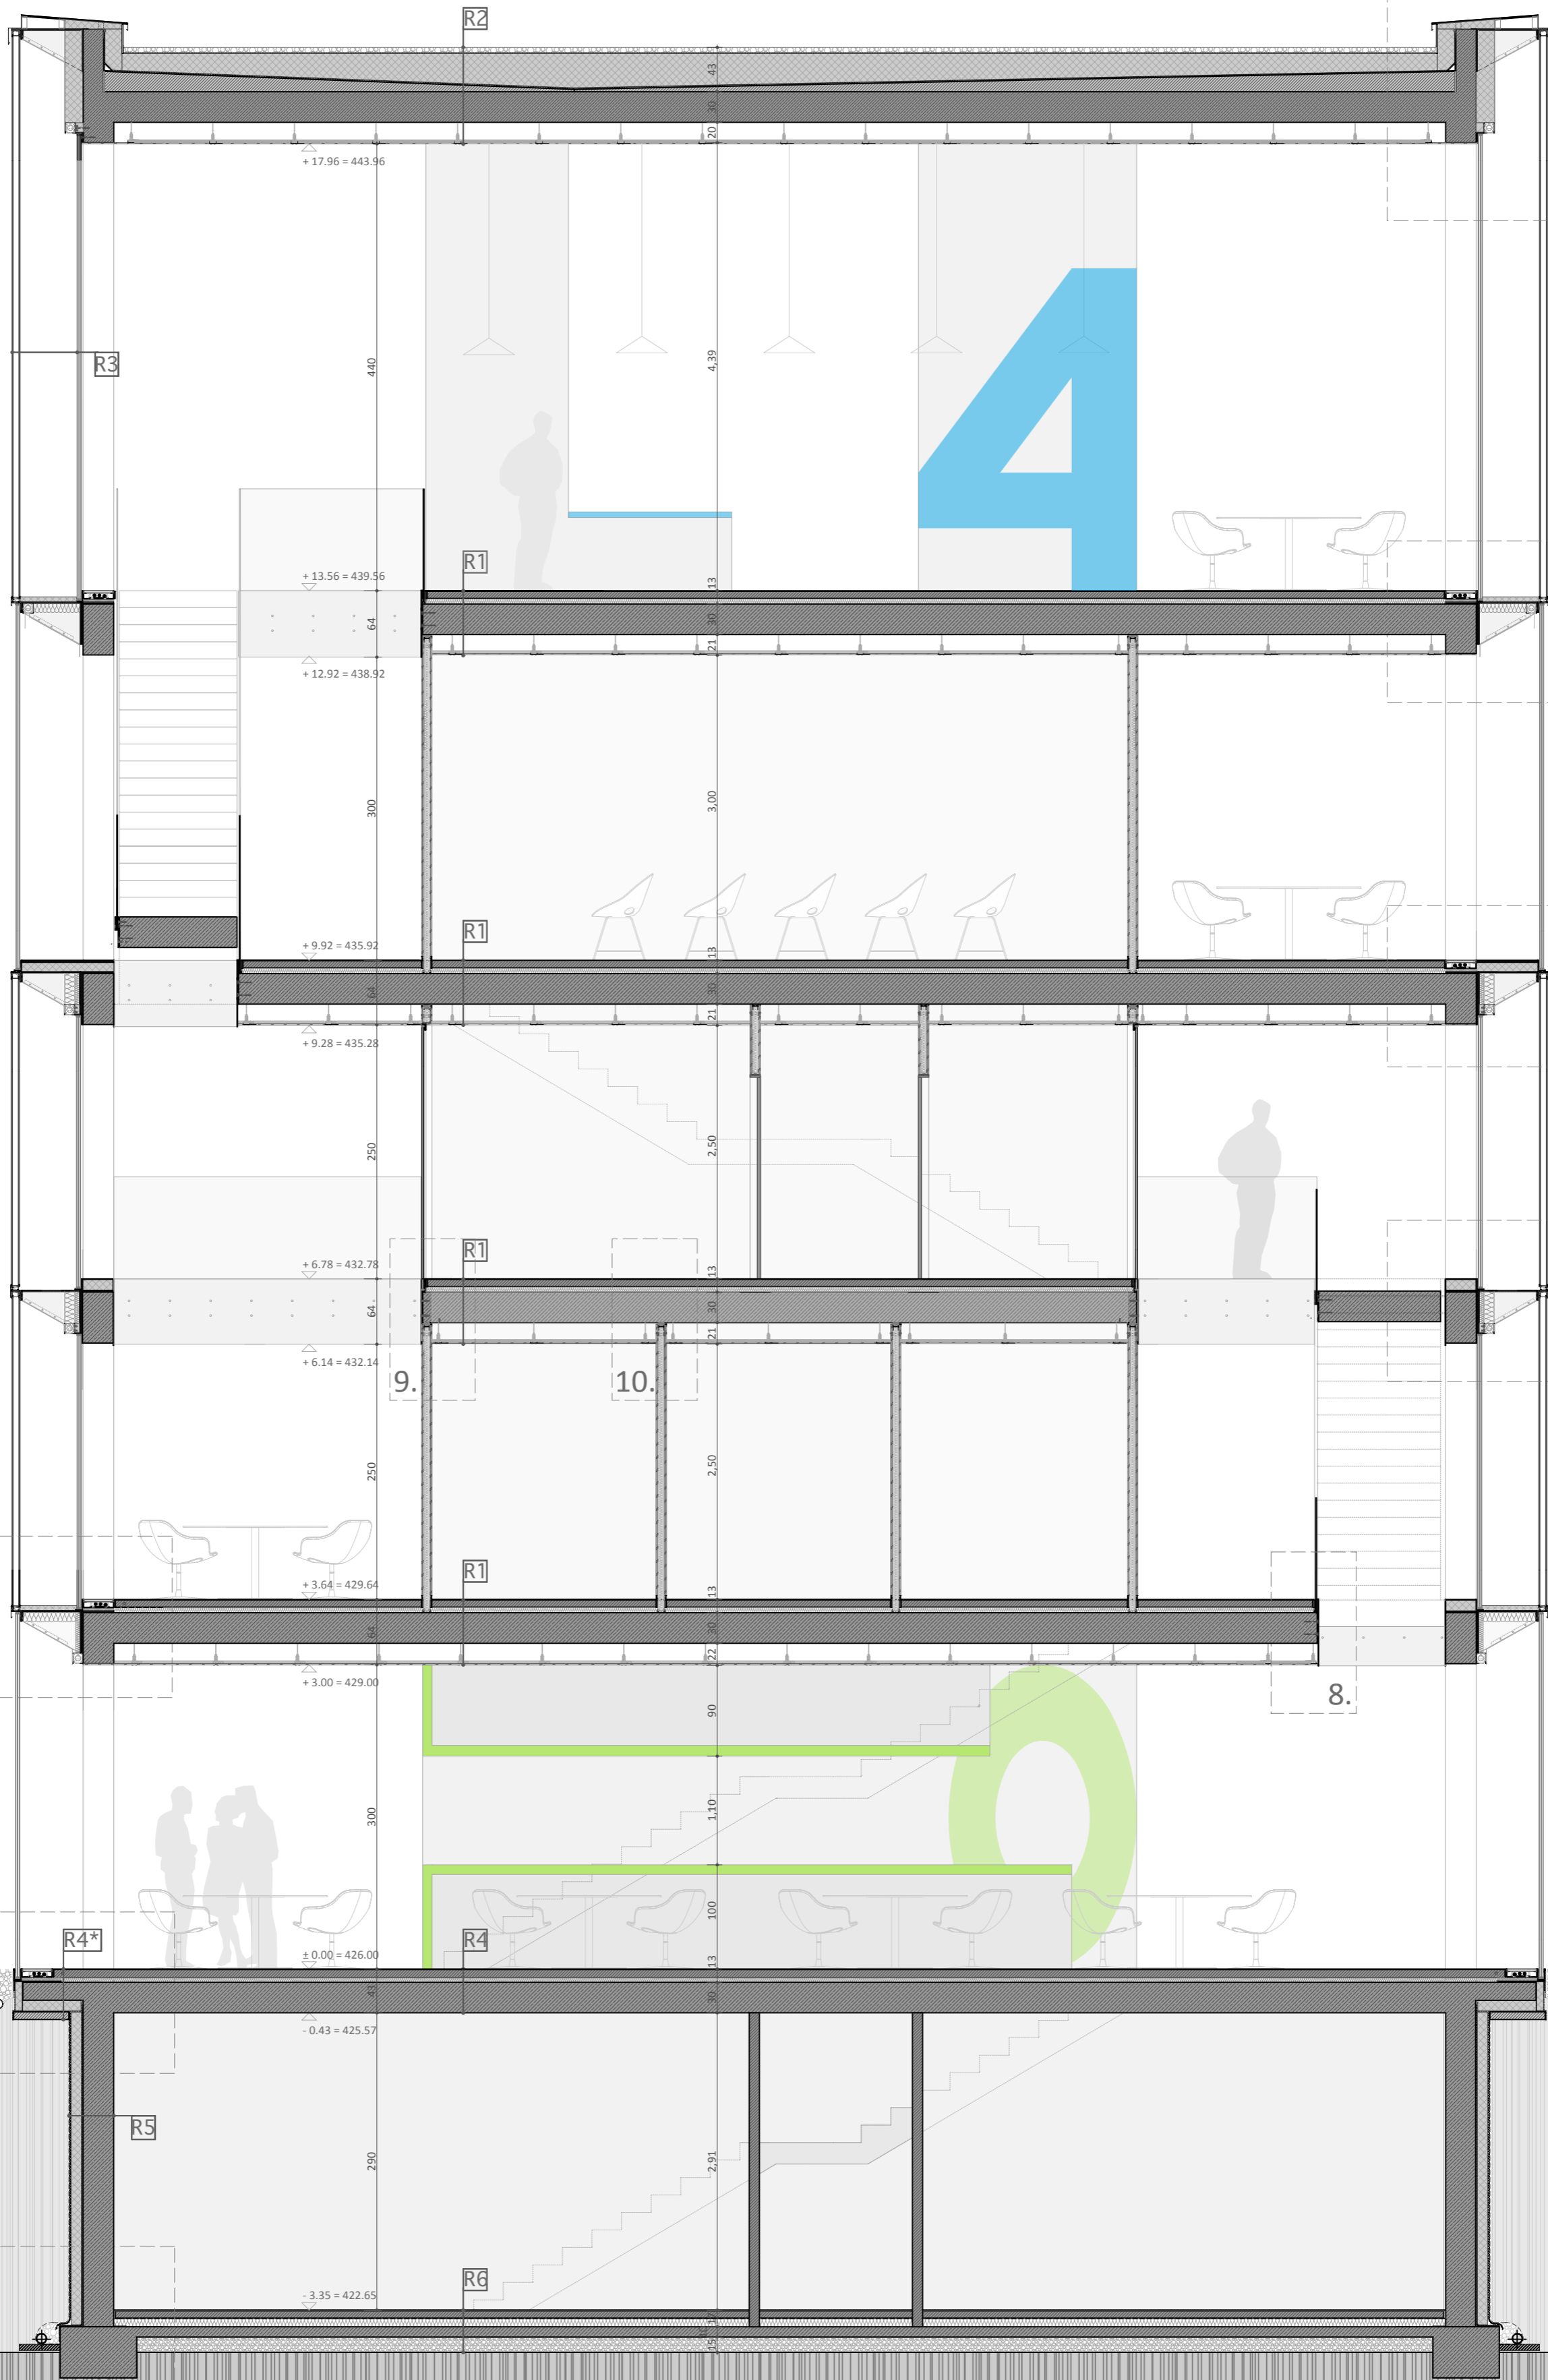 R2
43
30
20
+ 17.96 = 443.96
R3
440
4,39
4
R1
+ 13.56 = 439.56
13
64
30
21
+ 12.92 = 438.92
300
3,00
R1
+ 9.92 = 435.92
13
64
30
21
+ 9.28 = 435.28
250
2,50
R1
+ 6.78 = 432.78
13
64
30
21
+ 6.14 = 432.14
9.
10.
250
2,50
R1
+ 3.64 = 429.64
13
64
30
22
+ 3.00 = 429.00
8.
90
0
300
1,10
100
R4*
R4
± 0.00 = 426.00
13
43
30
- 0.43 = 425.57
R5
290
2,91
R6
- 3.35 = 422.65
17
15